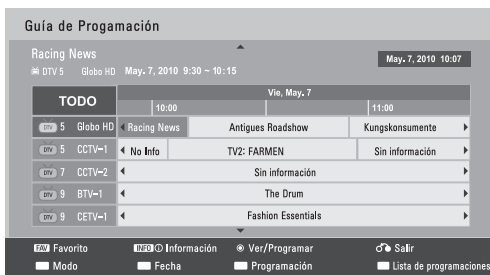 Guía de Progamación
Racing News
DTV 5 Globo HD May. 7, 2010 9:30 ~ 10:15
May. 7, 2010 10:07
TODO
Vie, May. 7
10:00 11:00
DTV 5 Globo HD Racing News Antigues Roadshow Kungskonsumente
DTV 5 CCTV-1 No Info TV2: FARMEN Sin información
DTV 7 CCTV-2 Sin información
DTV 9 BTV-1 The Drum
DTV 9 CETV-1 Fashion Essentials
FAV Favorito INFO Información Ver/Programar Salir
Modo Fecha Programación Lista de programaciones